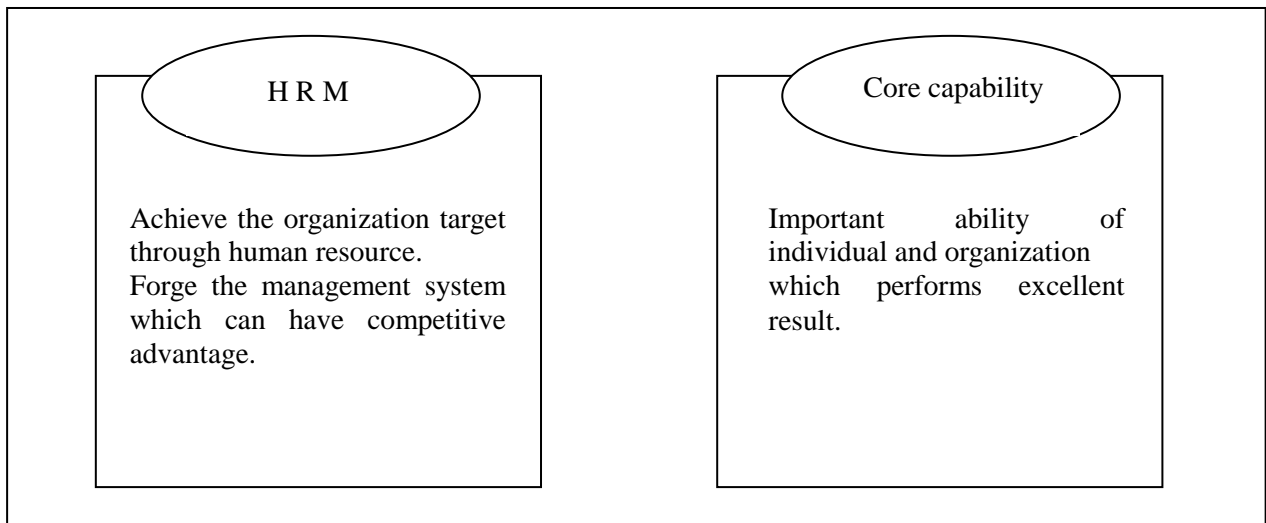 H R M
Achieve the organization target
through human resource.
Forge the management system
which can have competitive
advantage.
Core capability
Important ability of
individual and organization
which performs excellent
result.